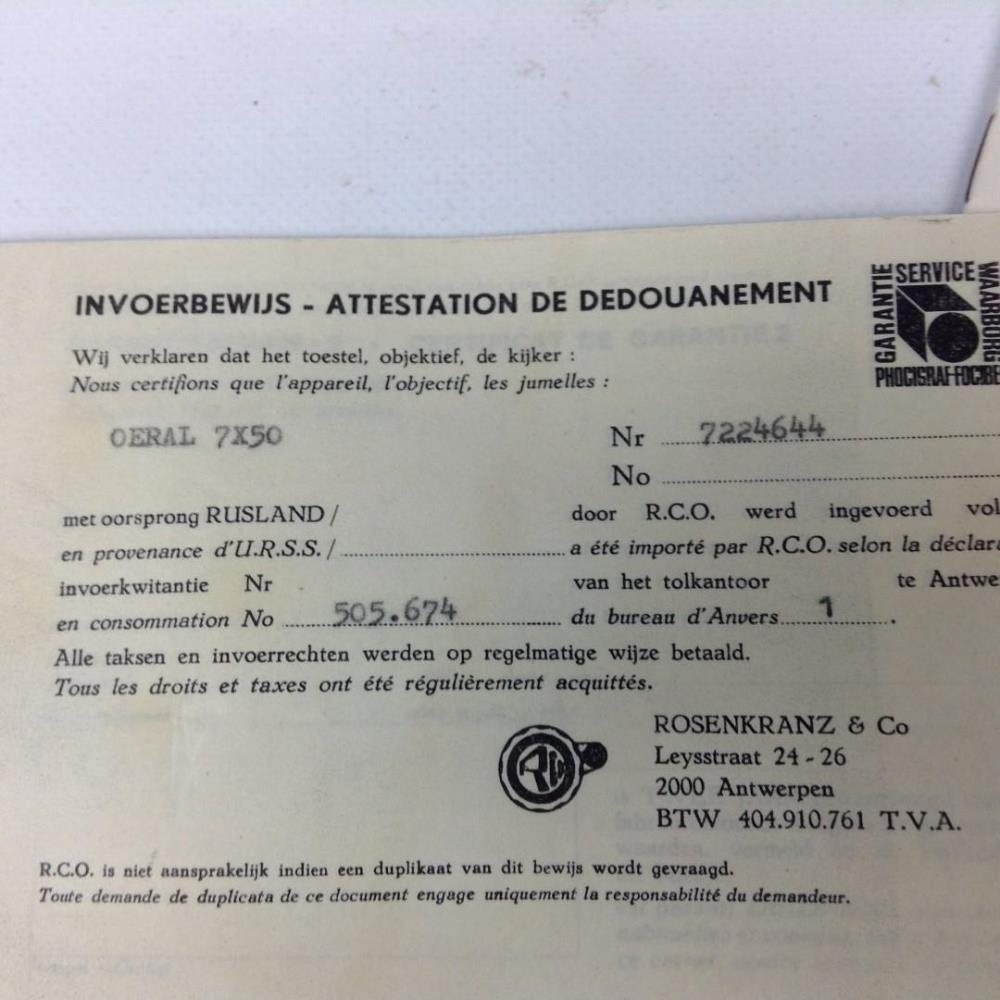 INVOERBEWIJS - ATTESTATION DE DEDOUANEMENT
GARANTIE
SERVICE
WAARBORG
Wij verklaren dat het toestel, objektief, de kijker :
Nous certifions que l'appareil, l'objectif, les jumelles :
OERAL 7X50
Nr 7224644
No
met oorsprong RUSLAND /
door R.C.O. werd ingevoerd vol
en provenance d'U.R.S.S. /
a été importé par R.C.O. selon la déclara
invoerkwitantie Nr
van het tolkantoor te Antwe
en consommation No 505.674
du bureau d'Anvers 1 .
Alle taksen en invoerrechten werden op regelmatige wijze betaald.
Tous les droits et taxes ont été régulièrement acquittés.
ROSENKRANZ & Co
Leysstraat 24 - 26
2000 Antwerpen
BTW 404.910.761 T.V.A.
R.C.O. is niet aansprakelijk indien een duplikaat van dit bewijs wordt gevraagd.
Toute demande de duplicata de ce document engage uniquement la responsabilité du demandeur.